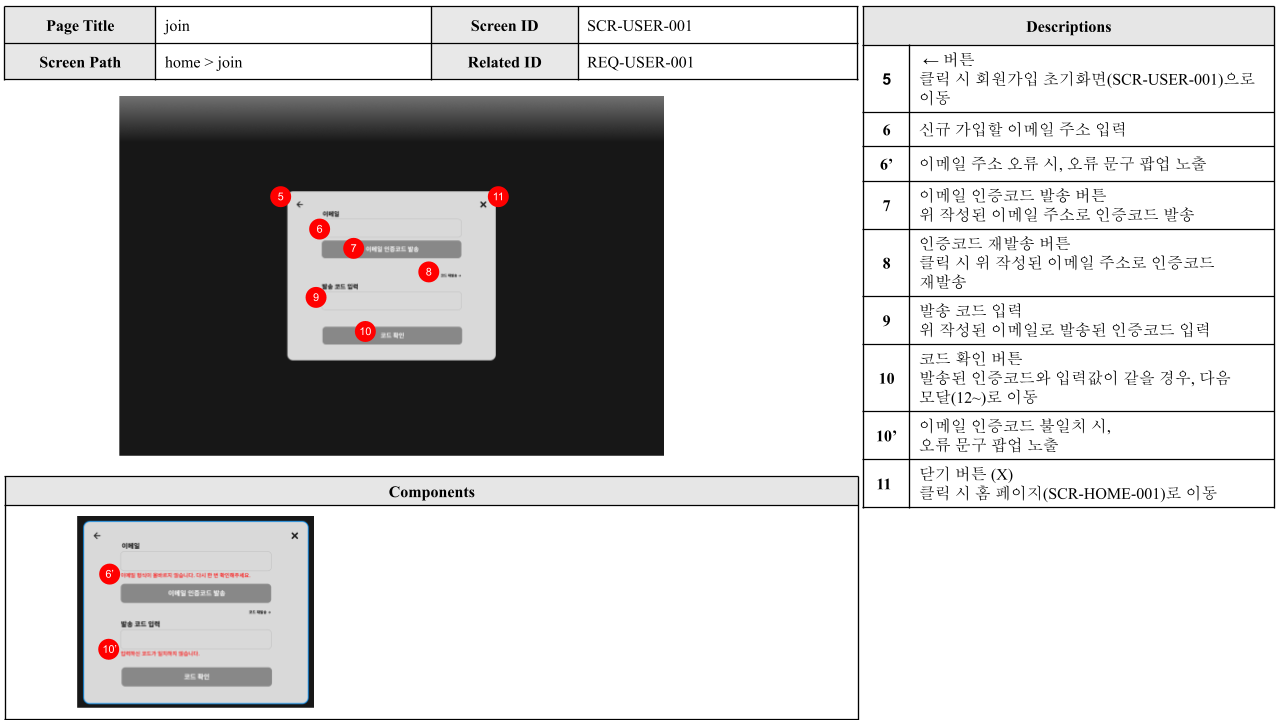 Page Title
join
Screen ID
SCR-USER-001
Screen Path
home > join
Related ID
REQ-USER-001
5
11
이메일
6
7
이메일 인증코드 발송
8
코드 재발송
발송 코드 입력
9
10
코드 확인
Components
이메일
6’
이메일 형식이 올바르지 않습니다. 다시 한 번 확인해주세요.
이메일 인증코드 발송
코드 재발송
발송 코드 입력
10’
입력하신 코드가 일치하지 않습니다.
코드 확인
Descriptions
5
← 버튼
클릭 시 회원가입 초기화면(SCR-USER-001)으로
이동
6
신규 가입할 이메일 주소 입력
6’
이메일 주소 오류 시, 오류 문구 팝업 노출
7
이메일 인증코드 발송 버튼
위 작성된 이메일 주소로 인증코드 발송
8
인증코드 재발송 버튼
클릭 시 위 작성된 이메일 주소로 인증코드
재발송
9
발송 코드 입력
위 작성된 이메일로 발송된 인증코드 입력
10
코드 확인 버튼
발송된 인증코드와 입력값이 같을 경우, 다음
모달(12~)로 이동
10’
이메일 인증코드 불일치 시,
오류 문구 팝업 노출
11
닫기 버튼 (X)
클릭 시 홈 페이지(SCR-HOME-001)로 이동